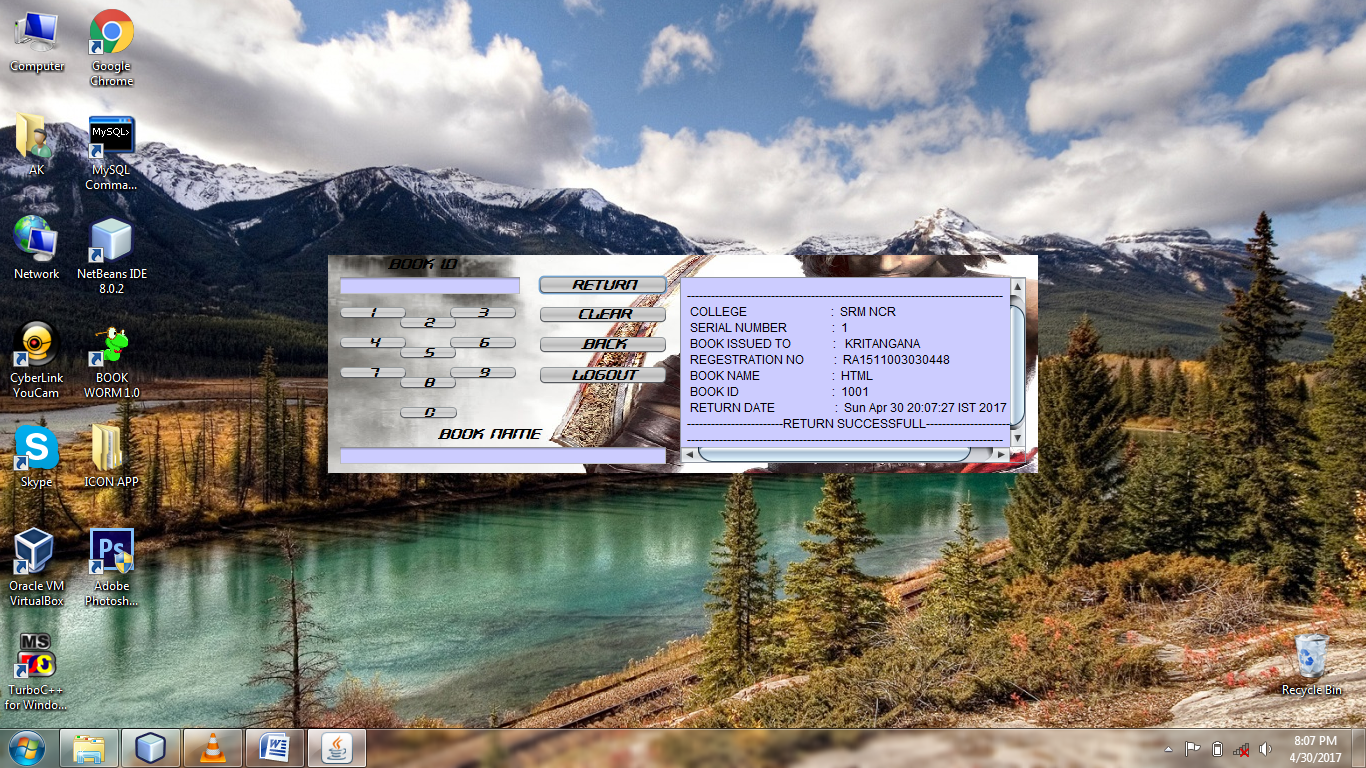 Computer
Google
Chrome
AK
MySQL>
MySQL
Comma...
Network
NetBeans IDE
8.0.2
CyberLink
YouCam
BOOK
WORM 1.0
Skype
ICON APP
Oracle VM
VirtualBox
Ps
Adobe
Photosh...
MS
TurboC++
for Windo...
Recycle Bin
BOOK ID
1
2
3
4
5
6
7
8
9
0
BOOK NAME
RETURN
CLEAR
BACK
LOGOUT
--------------------------------------------------------------------------------
COLLEGE : SRM NCR
SERIAL NUMBER : 1
BOOK ISSUED TO : KRITANGANA
REGESTRATION NO : RA1511003030448
BOOK NAME : HTML
BOOK ID : 1001
RETURN DATE : Sun Apr 30 20:07:27 IST 2017
------------------------RETURN SUCCESSFULL---------------------
--------------------------------------------------------------------------------
8:07 PM
4/30/2017